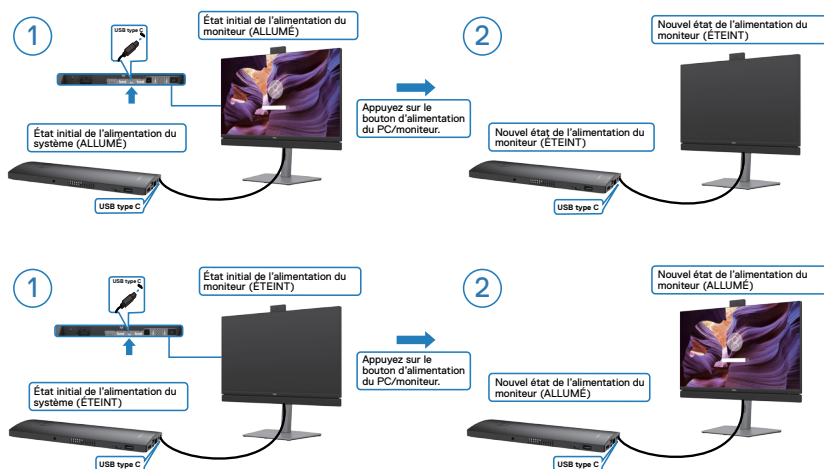 1
USB type C
État initial de l'alimentation du
moniteur (ALLUMÉ)
État initial de l'alimentation du
système (ALLUMÉ)
USB type C
Appuyez sur le
bouton d'alimentation
du PC/moniteur.
2
Nouvel état de l'alimentation du
moniteur (ÉTEINT)
Nouvel état de l'alimentation du
moniteur (ÉTEINT)
USB type C
1
USB type C
État initial de l'alimentation du
moniteur (ÉTEINT)
État initial de l'alimentation du
système (ÉTEINT)
USB type C
Appuyez sur le
bouton d'alimentation
du PC/moniteur.
2
Nouvel état de l'alimentation du
moniteur (ALLUMÉ)
Nouvel état de l'alimentation du
moniteur (ALLUMÉ)
USB type C